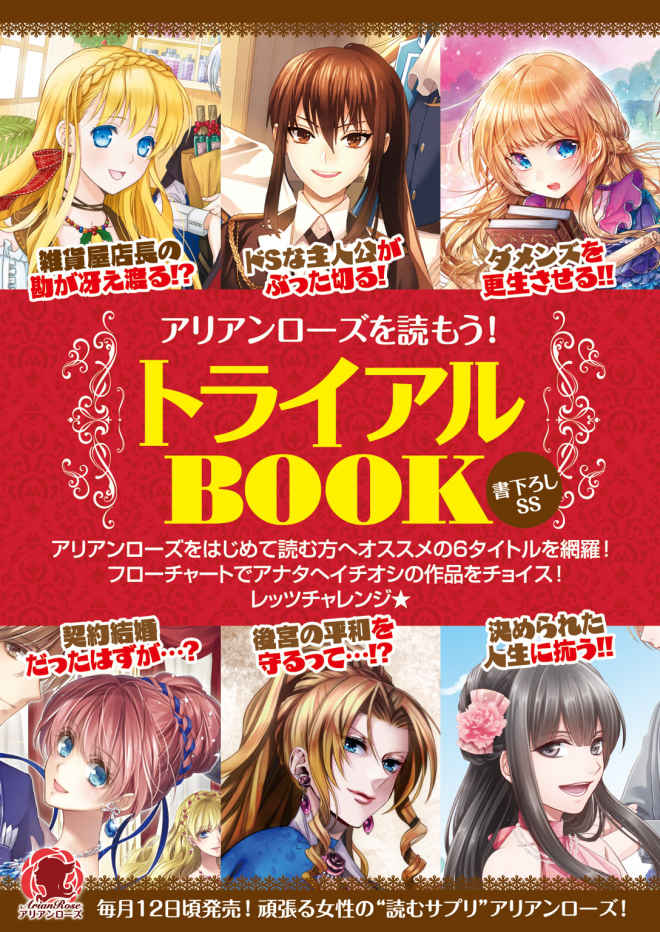 雑貨屋店長の
勘が冴え渡る!?
ドSな主人公が
ぶった切る!
ダメンズを
更生させる!!
アリアンローズを読もう!
トライアル
BOOK
書下ろし
SS
アリアンローズをはじめて読む方へオススメの6タイトルを網羅!
フローチャートでアナタへイチオシの作品をチョイス!
レッツチャレンジ★
契約結婚
だったはずが…?
後宮の平和を
守るって…!?
決められた
人生に抗う!!
ArianRose
アリアンローズ
毎月12日頃発売!頑張る女性の“読むサプリ”アリアンローズ!